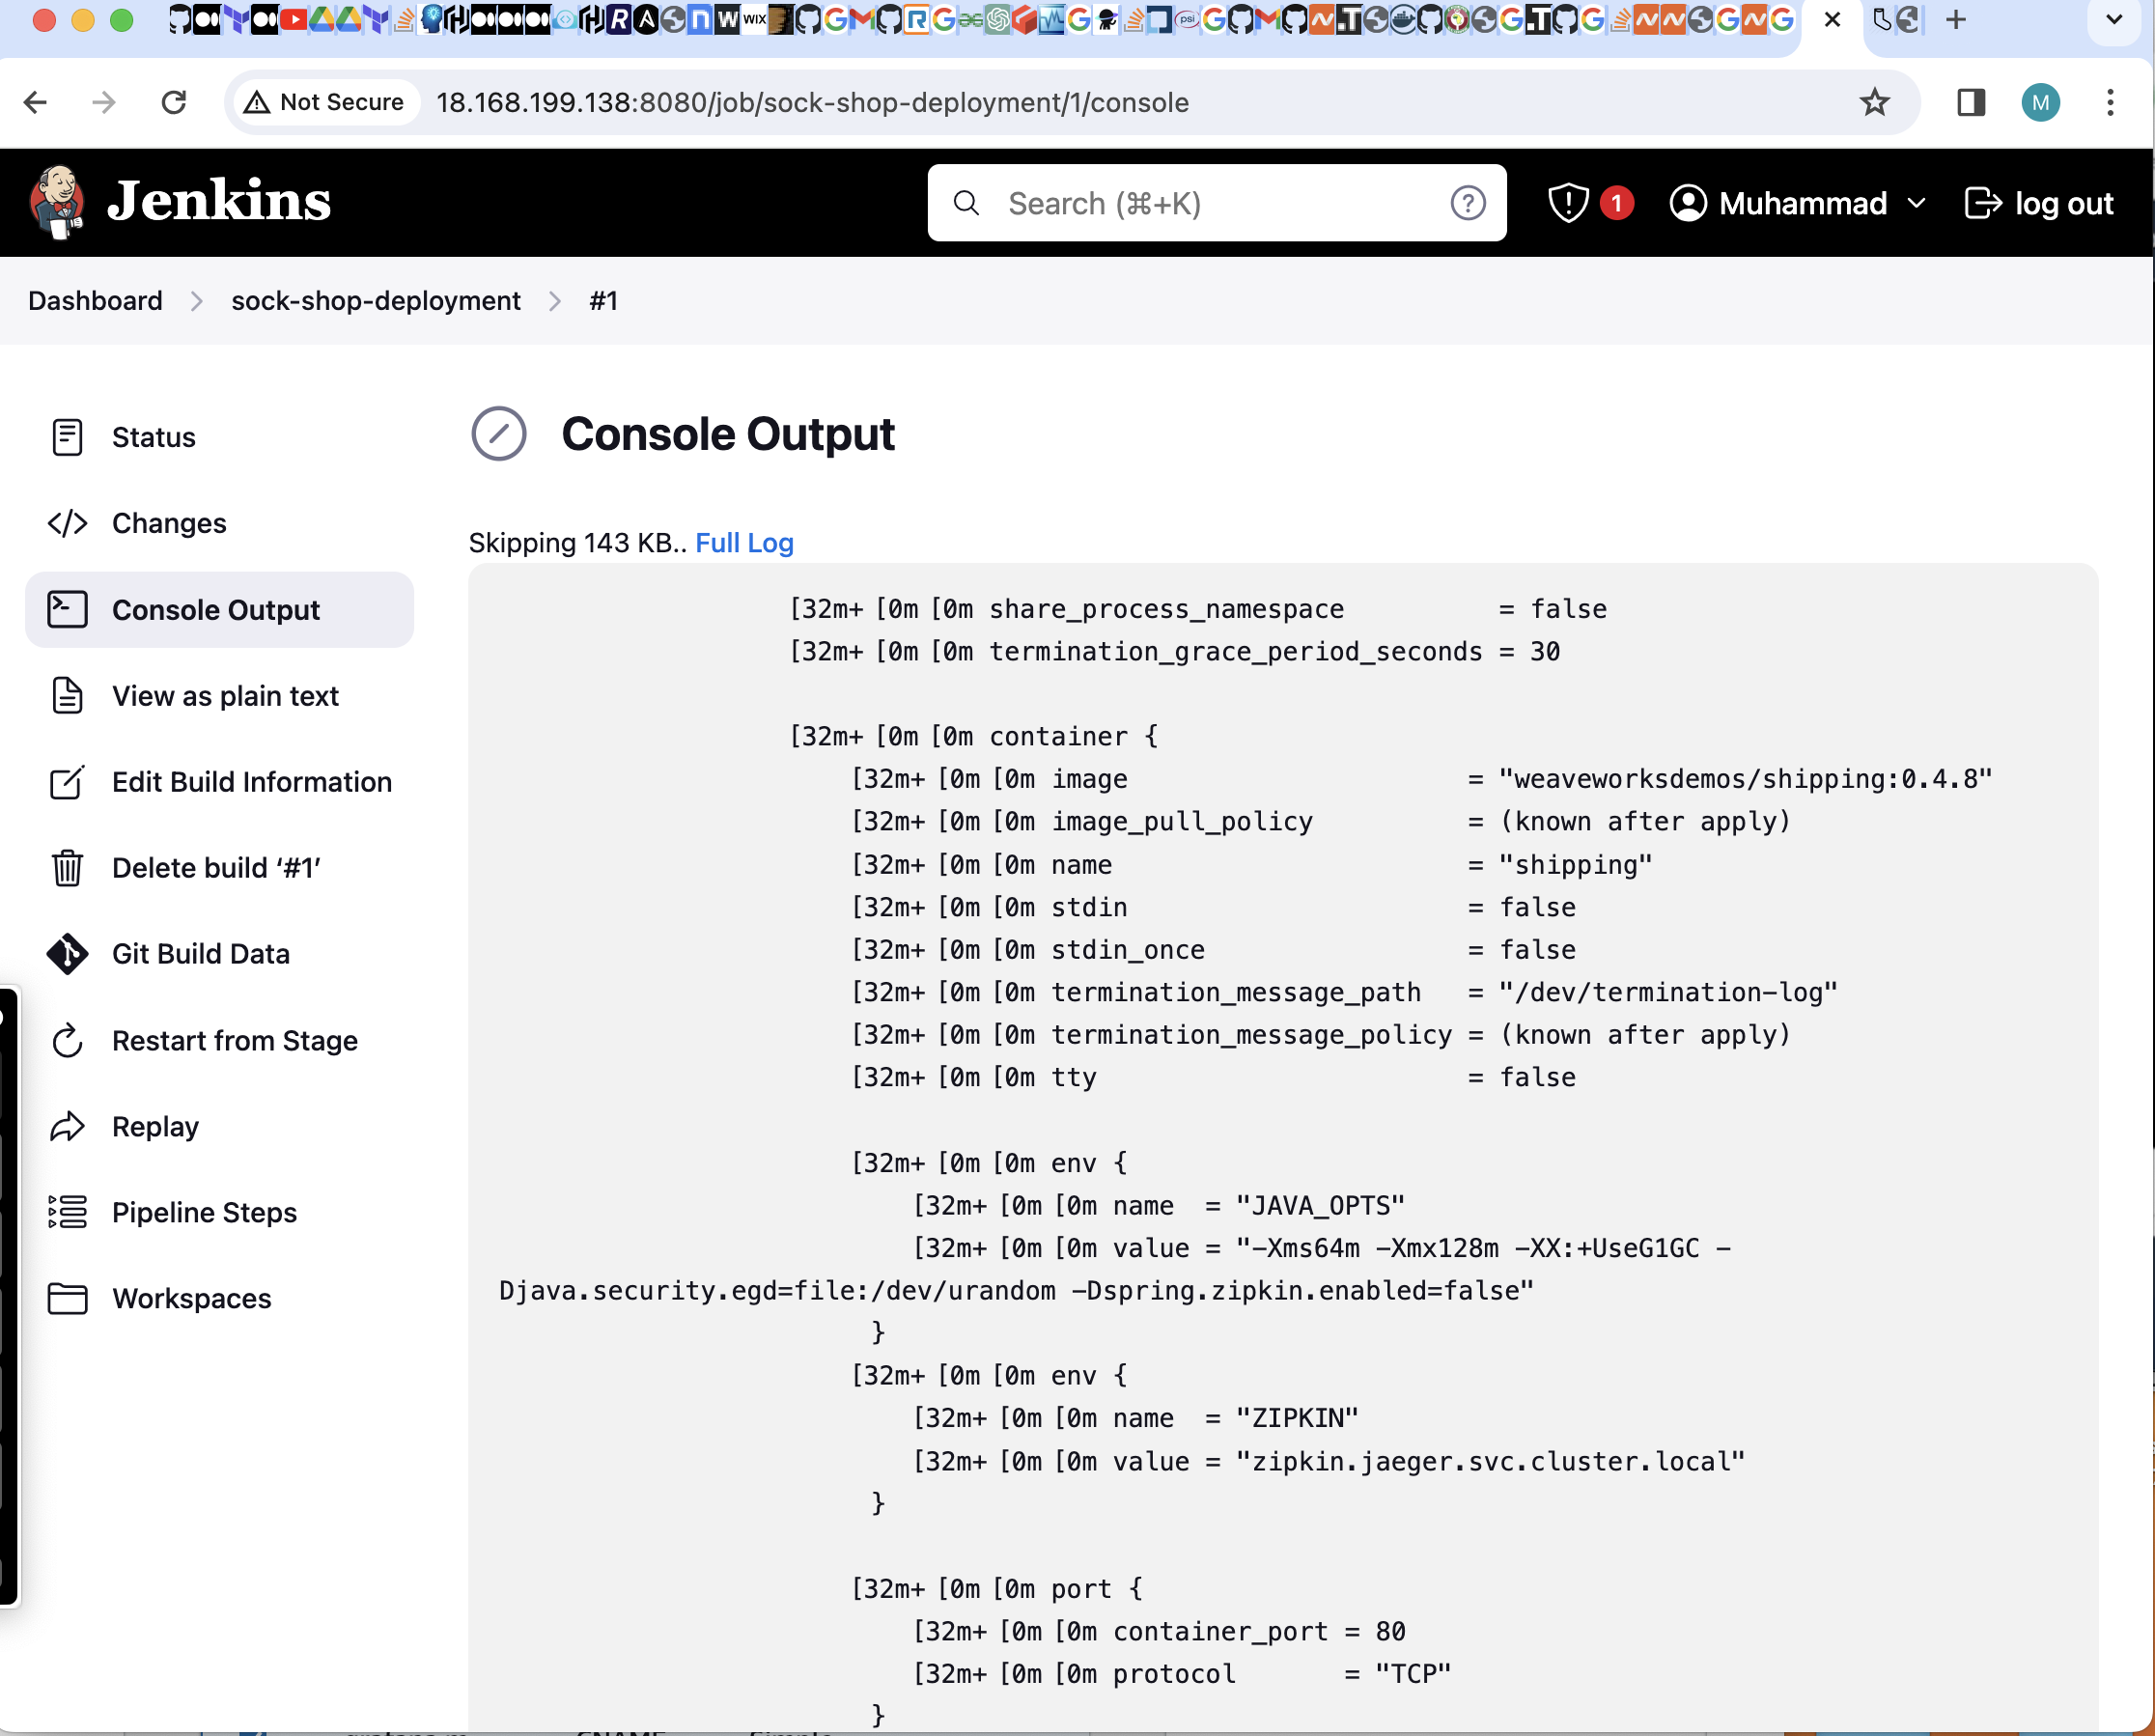 Not Secure 18.168.199.138:8080/job/sock-shop-deployment/1/console M
Jenkins Search (⌘+K) ? 1 Muhammad log out
Dashboard > sock-shop-deployment > #1
Status
Changes
Console Output
View as plain text
Edit Build Information
Delete build ‘#1’
Git Build Data
Restart from Stage
Replay
Pipeline Steps
Workspaces
Console Output
Skipping 143 KB.. Full Log
[32m+ [0m [0m share_process_namespace          = false
[32m+ [0m [0m termination_grace_period_seconds = 30
[32m+ [0m [0m container {
[32m+ [0m [0m image                      = "weaveworksdemos/shipping:0.4.8"
[32m+ [0m [0m image_pull_policy          = (known after apply)
[32m+ [0m [0m name                       = "shipping"
[32m+ [0m [0m stdin                      = false
[32m+ [0m [0m stdin_once                 = false
[32m+ [0m [0m termination_message_path   = "/dev/termination-log"
[32m+ [0m [0m termination_message_policy = (known after apply)
[32m+ [0m [0m tty                        = false
[32m+ [0m [0m env {
[32m+ [0m [0m name  = "JAVA_OPTS"
[32m+ [0m [0m value = "-Xms64m -Xmx128m -XX:+UseG1GC -
Djava.security.egd=file:/dev/urandom -Dspring.zipkin.enabled=false"
}
[32m+ [0m [0m env {
[32m+ [0m [0m name  = "ZIPKIN"
[32m+ [0m [0m value = "zipkin.jaeger.svc.cluster.local"
}
[32m+ [0m [0m port {
[32m+ [0m [0m container_port = 80
[32m+ [0m [0m protocol       = "TCP"
}